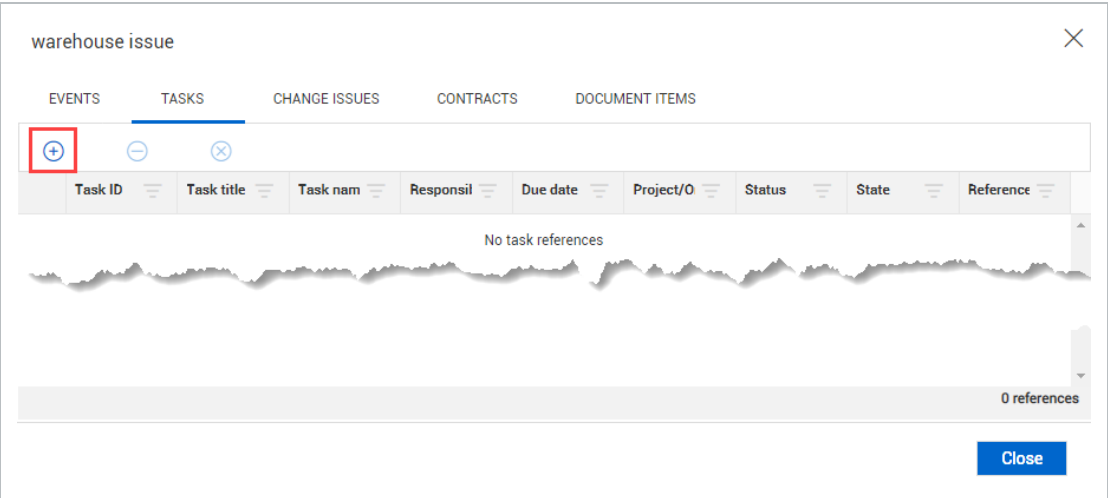 warehouse issue
EVENTS TASKS CHANGE ISSUES CONTRACTS DOCUMENT ITEMS
Task ID Task title Task nam Responsil Due date Project/O Status State Reference
No task references
0 references
Close